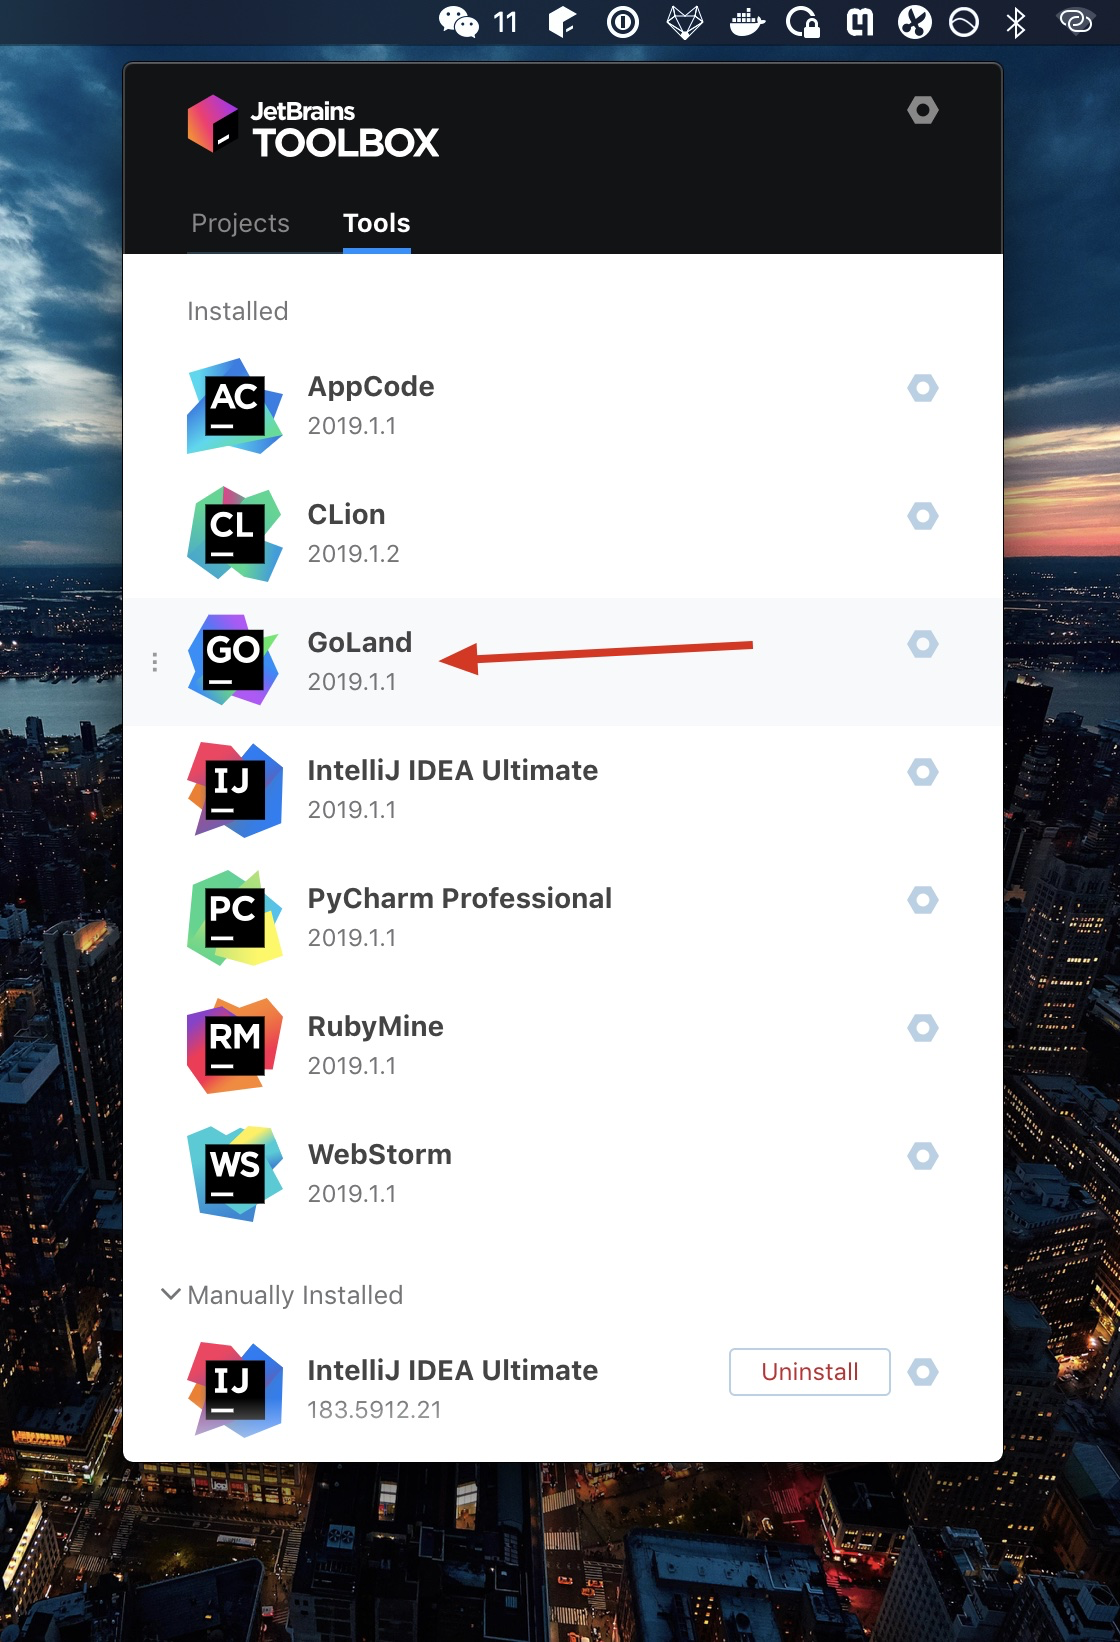 11
JetBrains
TOOLBOX
Projects
Tools
Installed
AC
AppCode
2019.1.1
CL
CLion
2019.1.2
GO
GoLand
2019.1.1
IJ
IntelliJ IDEA Ultimate
2019.1.1
PC
PyCharm Professional
2019.1.1
RM
RubyMine
2019.1.1
WS
WebStorm
2019.1.1
Manually Installed
IJ
IntelliJ IDEA Ultimate
183.5912.21
Uninstall